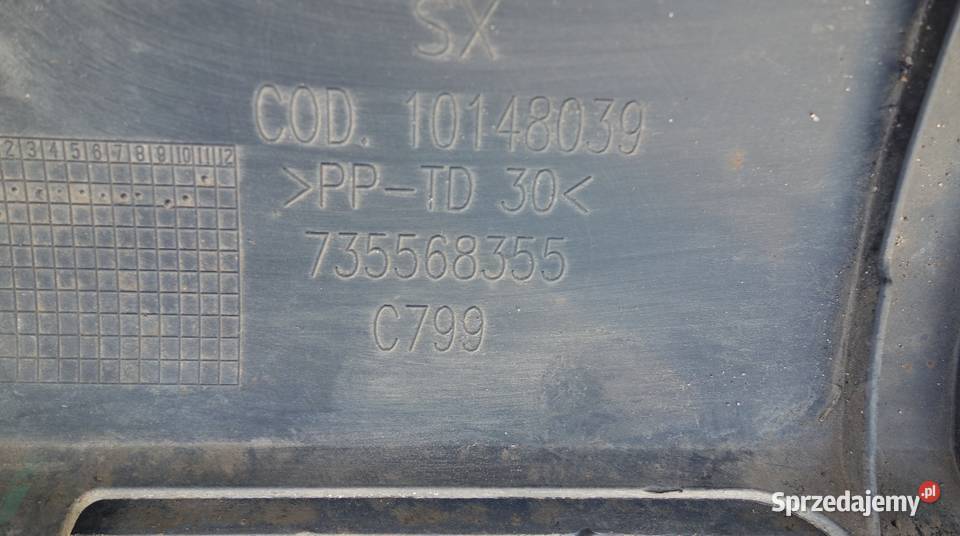 SX
COD. 10148039
2 3 4 5 6 7 8 9 10 11 12
>PP-TD 30<
735568355
C799
Sprzedajemy.pl